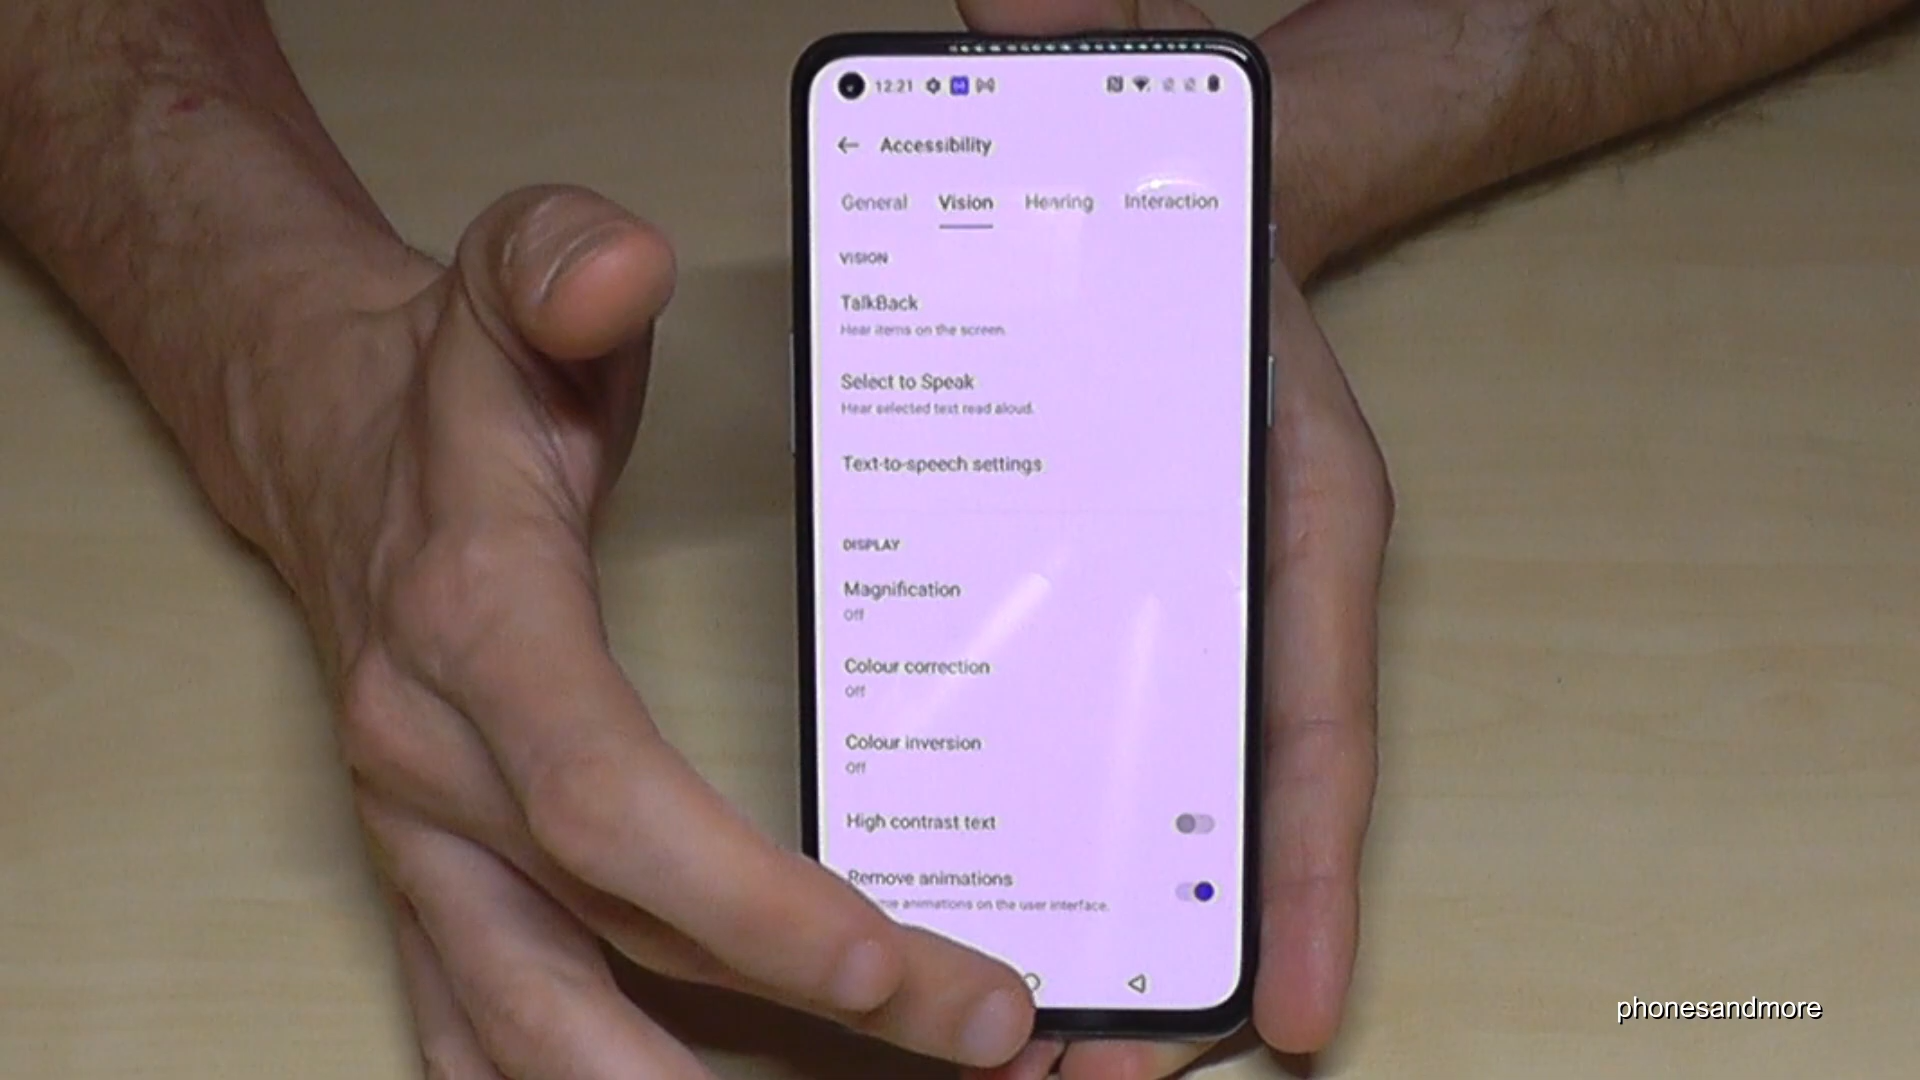 12:21
Accessibility
General Vision Hearing Interaction
VISION
TalkBack
Hear items on the screen.
Select to Speak
Hear selected text read aloud.
Text-to-speech settings
DISPLAY
Magnification
Off
Colour correction
Off
Colour inversion
Off
High contrast text
Remove animations
animations on the user interface.
phonesandmore